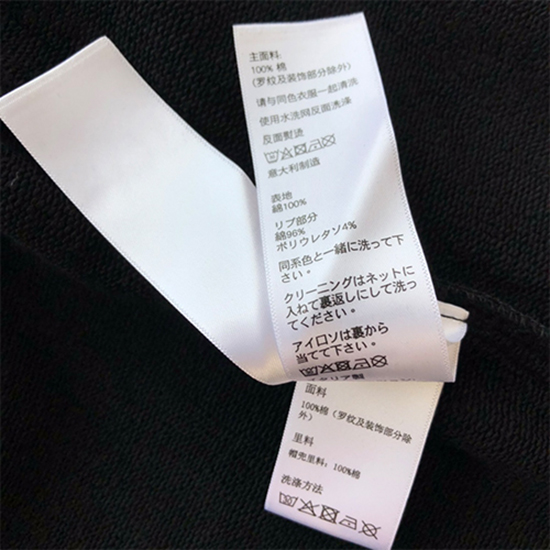 主面料:
100% 棉
(罗纹及装饰部分除外)
请与同色衣服一起清洗
使用水洗网反面洗涤
反面熨烫
意大利制造
表地
綿100%
リブ部分
綿96%
ポリウレタン4%
同系色と一緒に洗って下
さい。
クリーニングはネットに
入れて裏返しにして洗っ
てください。
アイロンは裏から
当てて下さい。
イタリア製
面料
100%棉（罗纹及装饰部分除
外）
里料
帽兜里料：100%棉
洗涤方法